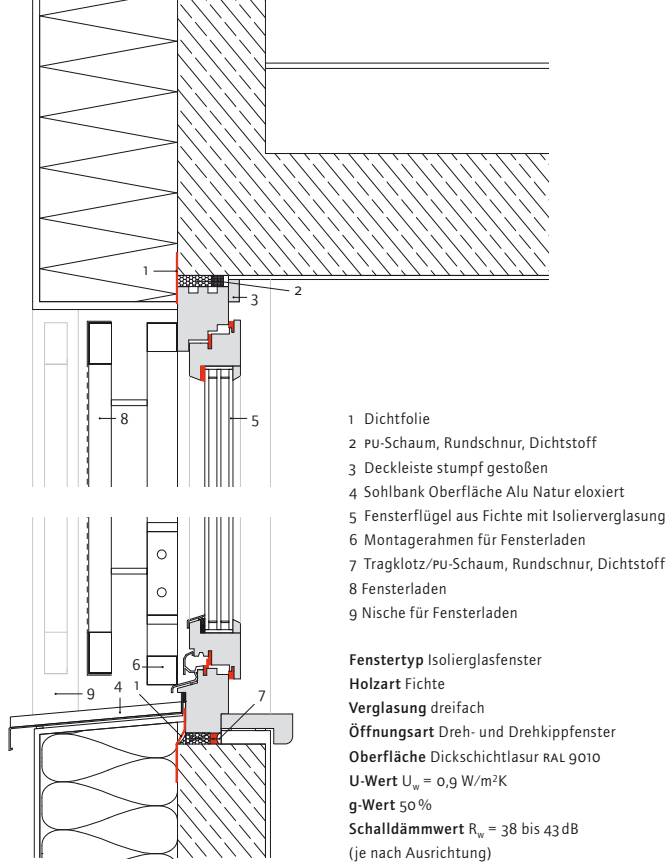 1
2
3
8
5
6
9
4
1
7
1 Dichtfolie
2 PU-Schaum, Rundschnur, Dichtstoff
3 Deckleiste stumpf gestoßen
4 Sohlbank Oberfläche Alu Natur eloxiert
5 Fensterflügel aus Fichte mit Isolierverglasung
6 Montagerahmen für Fensterladen
7 Tragklotz/PU-Schaum, Rundschnur, Dichtstoff
8 Fensterladen
9 Nische für Fensterladen
Fenstertyp Isolierglasfenster
Holzart Fichte
Verglasung dreifach
Öffnungsart Dreh- und Drehkippfenster
Oberfläche Dickschichtlasur RAL 9010
U-Wert Uw = 0,9 W/m²K
g-Wert 50 %
Schalldämmwert Rw = 38 bis 43 dB
(je nach Ausrichtung)